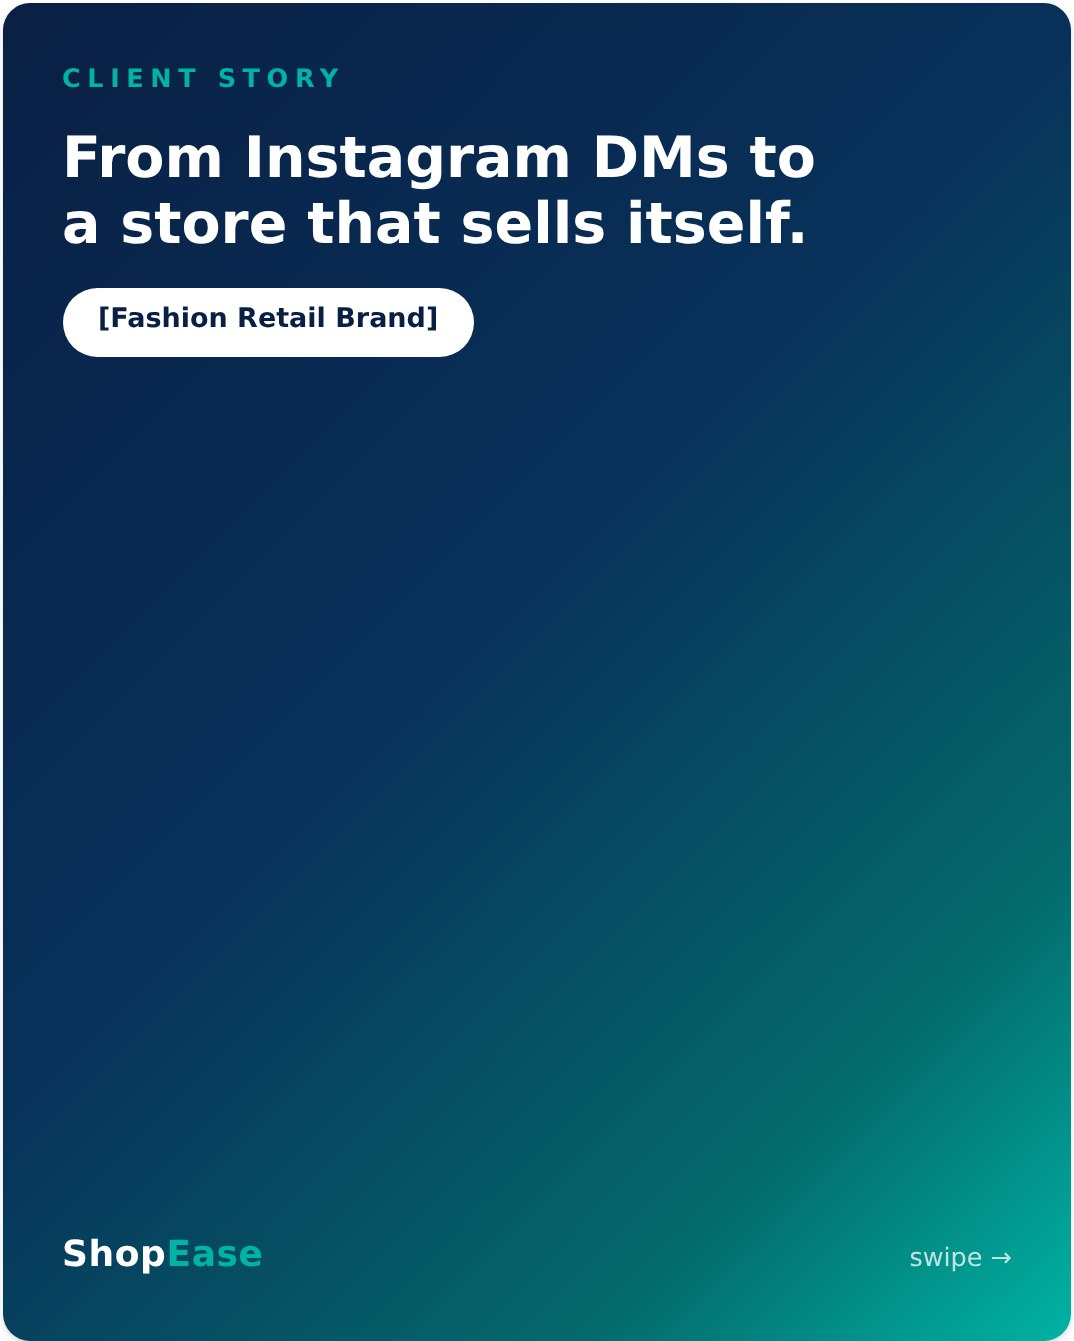 CLIENT STORY
From Instagram DMs to
a store that sells itself.
[Fashion Retail Brand]
ShopEase
swipe →